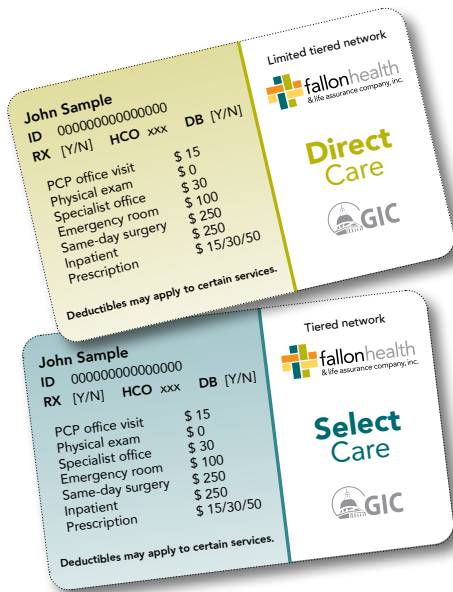 John Sample
ID 000000000000000
RX [Y/N] HCO xxx DB [Y/N]
PCP office visit $ 15
Physical exam $ 0
Specialist office $ 30
Emergency room $ 100
Same-day surgery $ 250
Inpatient $ 250
Prescription $ 15/30/50
Deductibles may apply to certain services.
Limited tiered network
fallonhealth
& life assurance company, inc.
Direct
Care
GIC
John Sample
ID 000000000000000
RX [Y/N] HCO xxx DB [Y/N]
PCP office visit $ 15
Physical exam $ 0
Specialist office $ 30
Emergency room $ 100
Same-day surgery $ 250
Inpatient $ 250
Prescription $ 15/30/50
Deductibles may apply to certain services.
Tiered network
fallonhealth
& life assurance company, inc.
Select
Care
GIC